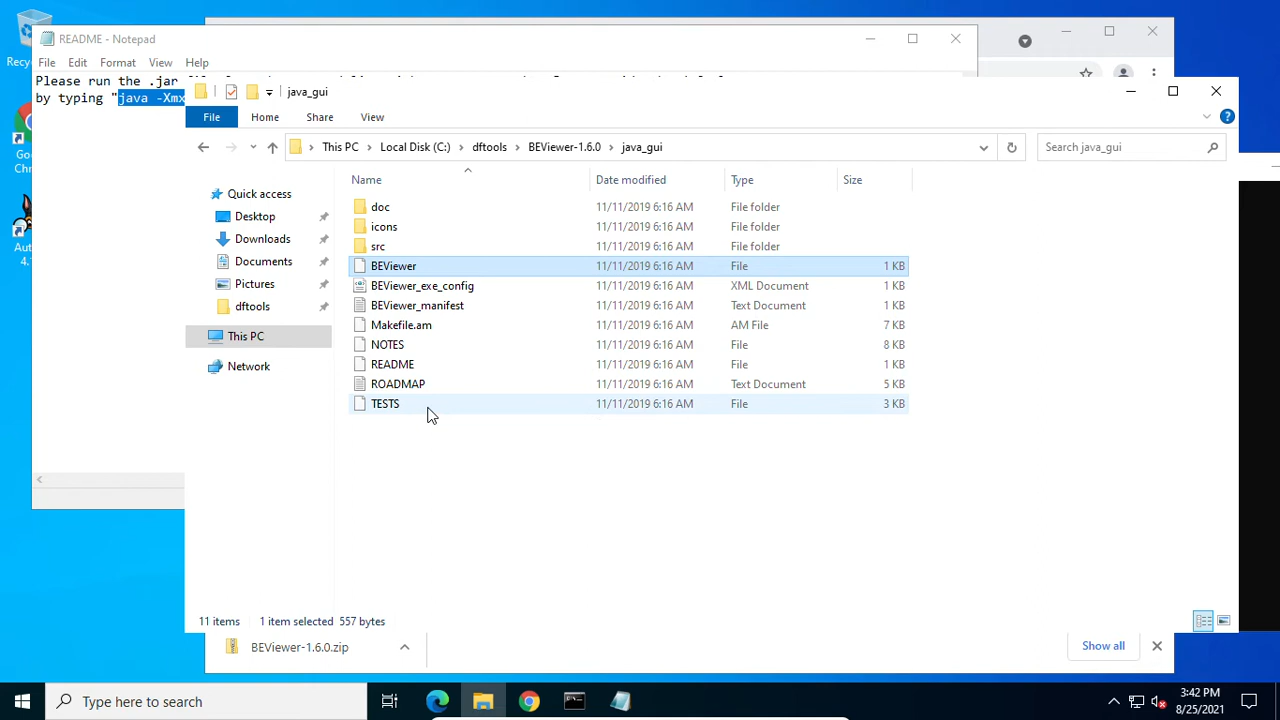 Recyc
README - Notepad
File Edit Format View Help
Please run the .jar
by typing "java -Xmx
java_gui
File Home Share View
This PC Local Disk (C:) dftools BEViewer-1.6.0 java_gui
Search java_gui
Name Date modified Type Size
Quick access
Desktop
Downloads
Documents
Pictures
dftools
This PC
Network
doc 11/11/2019 6:16 AM File folder
icons 11/11/2019 6:16 AM File folder
src 11/11/2019 6:16 AM File folder
BEViewer 11/11/2019 6:16 AM File 1 KB
BEViewer_exe_config 11/11/2019 6:16 AM XML Document 1 KB
BEViewer_manifest 11/11/2019 6:16 AM Text Document 1 KB
Makefile.am 11/11/2019 6:16 AM AM File 7 KB
NOTES 11/11/2019 6:16 AM File 8 KB
README 11/11/2019 6:16 AM File 1 KB
ROADMAP 11/11/2019 6:16 AM Text Document 5 KB
TESTS 11/11/2019 6:16 AM File 3 KB
Goo
Chr
Aut
4.
11 items 1 item selected 557 bytes
BEViewer-1.6.0.zip
Show all
Type here to search
3:42 PM
8/25/2021